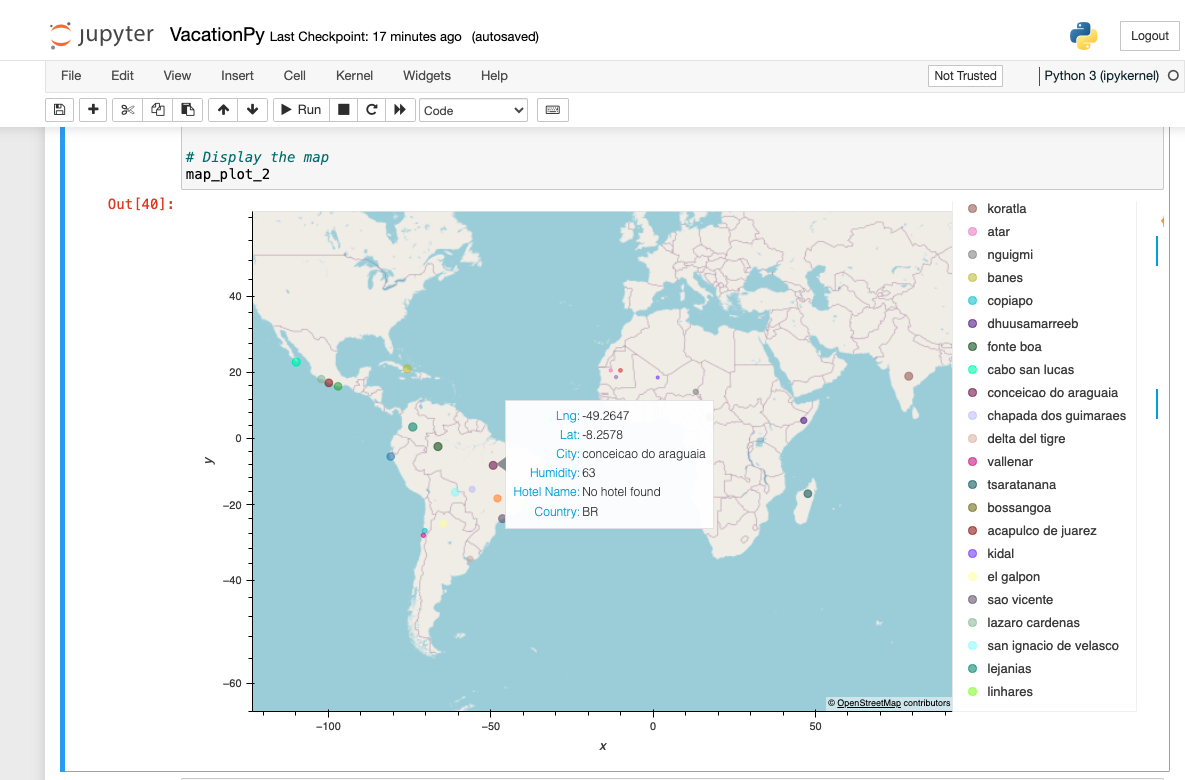 jupyter VacationPy Last Checkpoint: 17 minutes ago (autosaved)
Logout
File Edit View Insert Cell Kernel Widgets Help
Not Trusted
Python 3 (ipykernel)
Run
Code
# Display the map
map_plot_2
Out[40]:
koratla
atar
nguigmi
banes
copiapo
dhuusamarreeb
fonte boa
cabo san lucas
conceicao do araguaia
chapada dos guimaraes
delta del tigre
vallenar
tsaratanana
bossangoa
acapulco de juarez
kidal
el galpon
sao vicente
lazaro cardenas
san ignacio de velasco
lejanias
linhares
40
20
0
−20
−40
−60
y
Lng: -49.2647
Lat: -8.2578
City: conceicao do araguaia
Humidity: 63
Hotel Name: No hotel found
Country: BR
© OpenStreetMap contributors
−100
−50
0
50
x